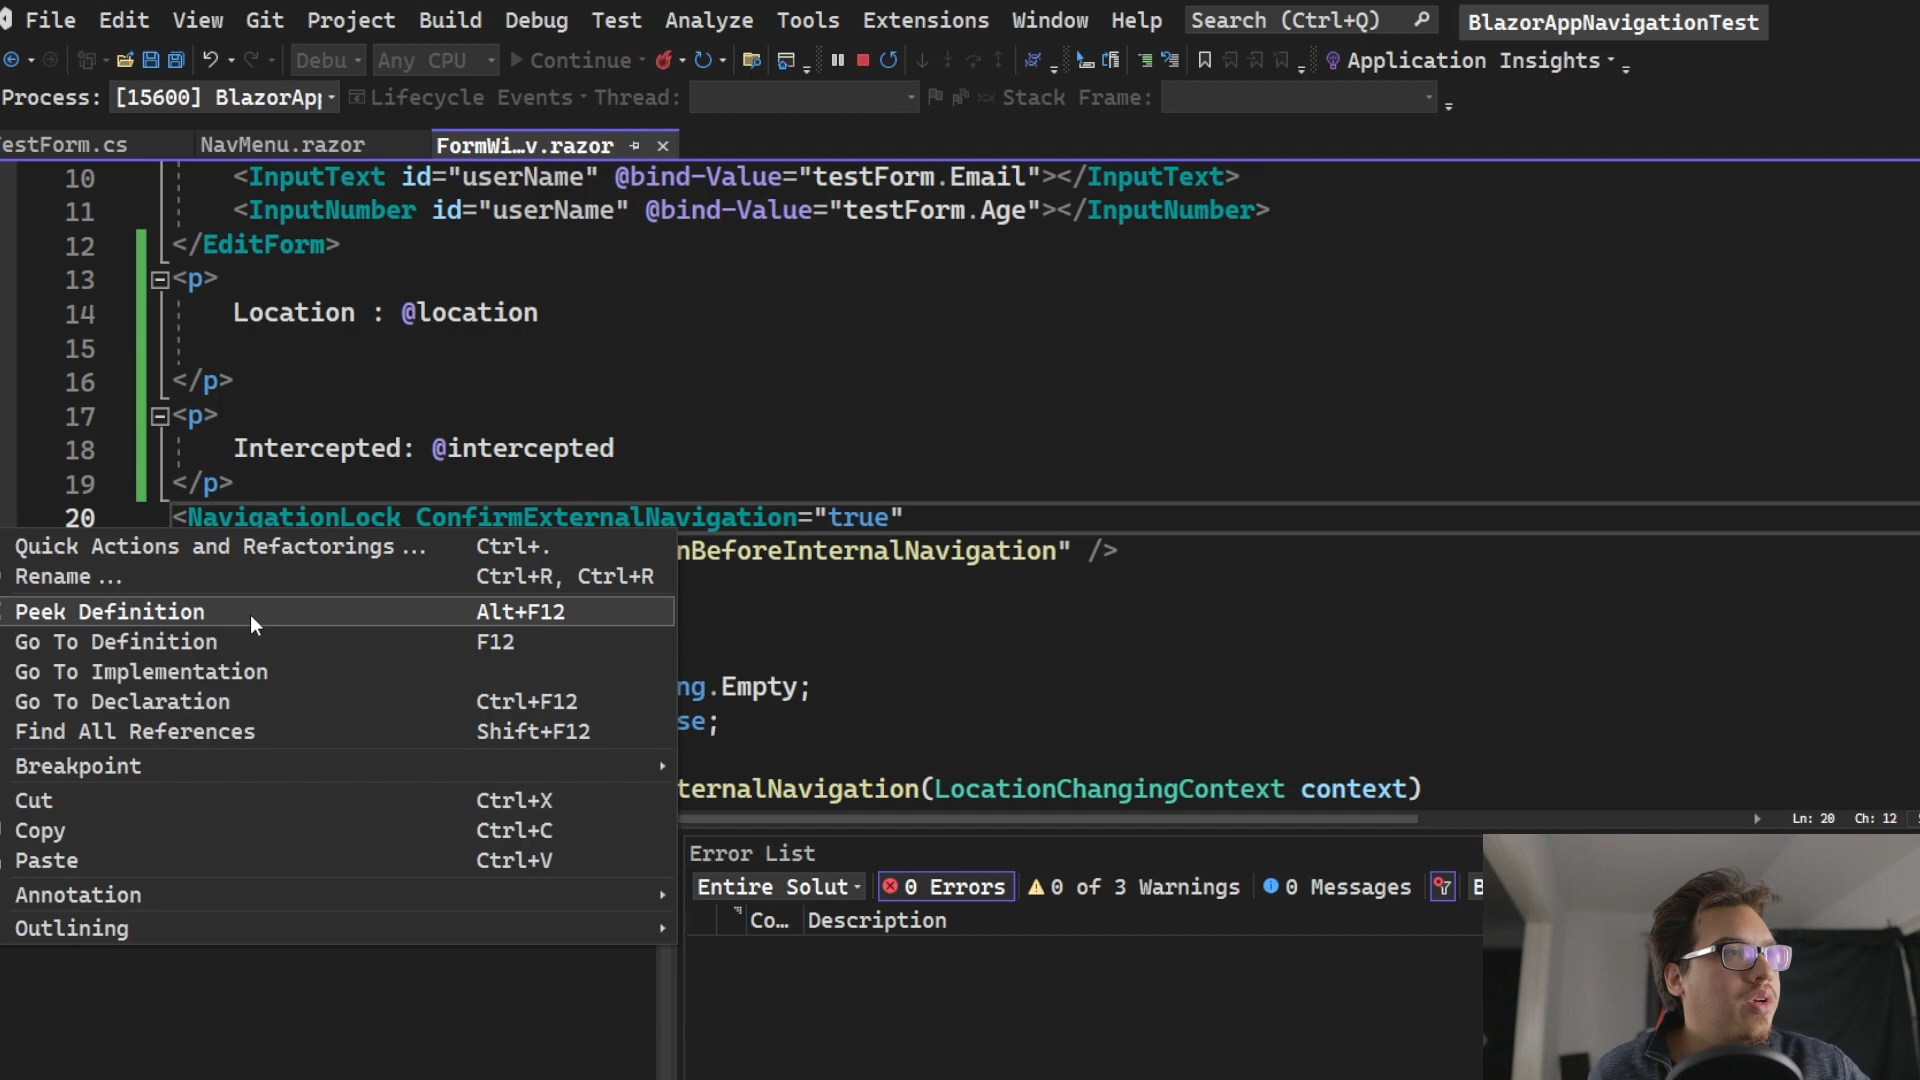 File Edit View Git Project Build Debug Test Analyze Tools Extensions Window Help Search (Ctrl+Q) BlazorAppNavigationTest
Debug Any CPU Continue Application Insights
Process: [15600] BlazorApp Lifecycle Events Thread: Stack Frame:
estForm.cs NavMenu.razor FormWi…v.razor
10 <InputText id="userName" @bind-Value="testForm.Email"></InputText>
11 <InputNumber id="userName" @bind-Value="testForm.Age"></InputNumber>
12 </EditForm>
13 <p>
14 Location : @location
15
16 </p>
17 <p>
18 Intercepted: @intercepted
19 </p>
20 <NavigationLock ConfirmExternalNavigation="true"
nBeforeInternalNavigation" />
ng.Empty;
se;
ternalNavigation(LocationChangingContext context)
Quick Actions and Refactorings... Ctrl+.
Rename... Ctrl+R, Ctrl+R
Peek Definition Alt+F12
Go To Definition F12
Go To Implementation
Go To Declaration Ctrl+F12
Find All References Shift+F12
Breakpoint
Cut Ctrl+X
Copy Ctrl+C
Paste Ctrl+V
Annotation
Outlining
Ln: 20 Ch: 12
Error List
Entire Solut 0 Errors 0 of 3 Warnings 0 Messages B
Co… Description